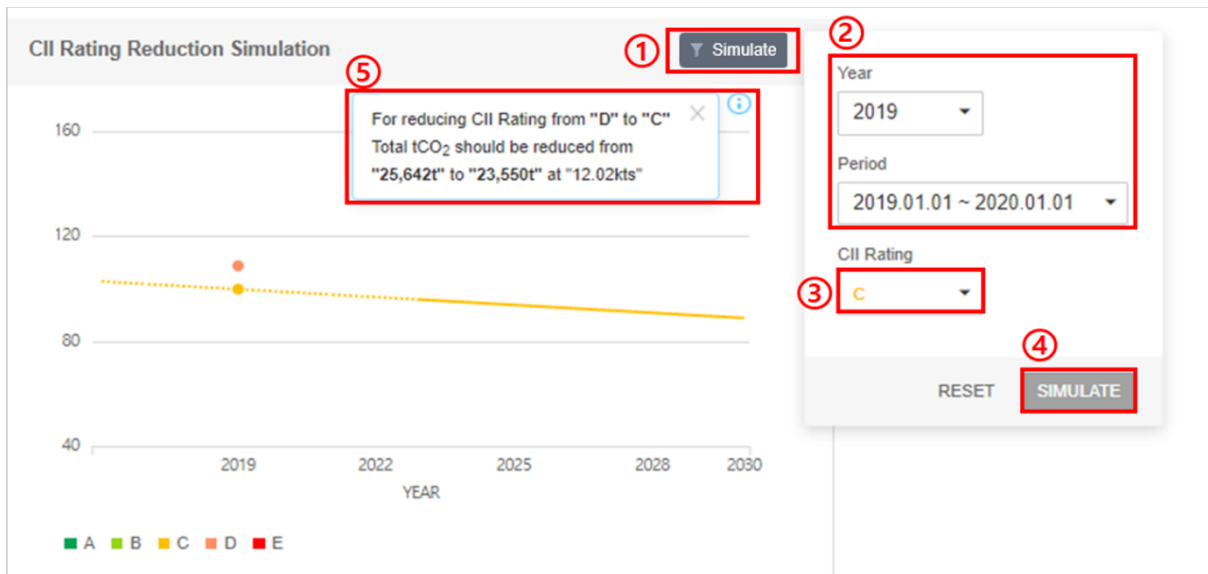 CII Rating Reduction Simulation
①
Simulate
②
⑤
For reducing CII Rating from "D" to "C"
Total tCO₂ should be reduced from
"25,642t" to "23,550t" at "12.02kts"
160
120
80
40
2019
2022
2025
2028
2030
YEAR
A
B
C
D
E
Year
2019
Period
2019.01.01 ~ 2020.01.01
CII Rating
③
C
④
RESET
SIMULATE